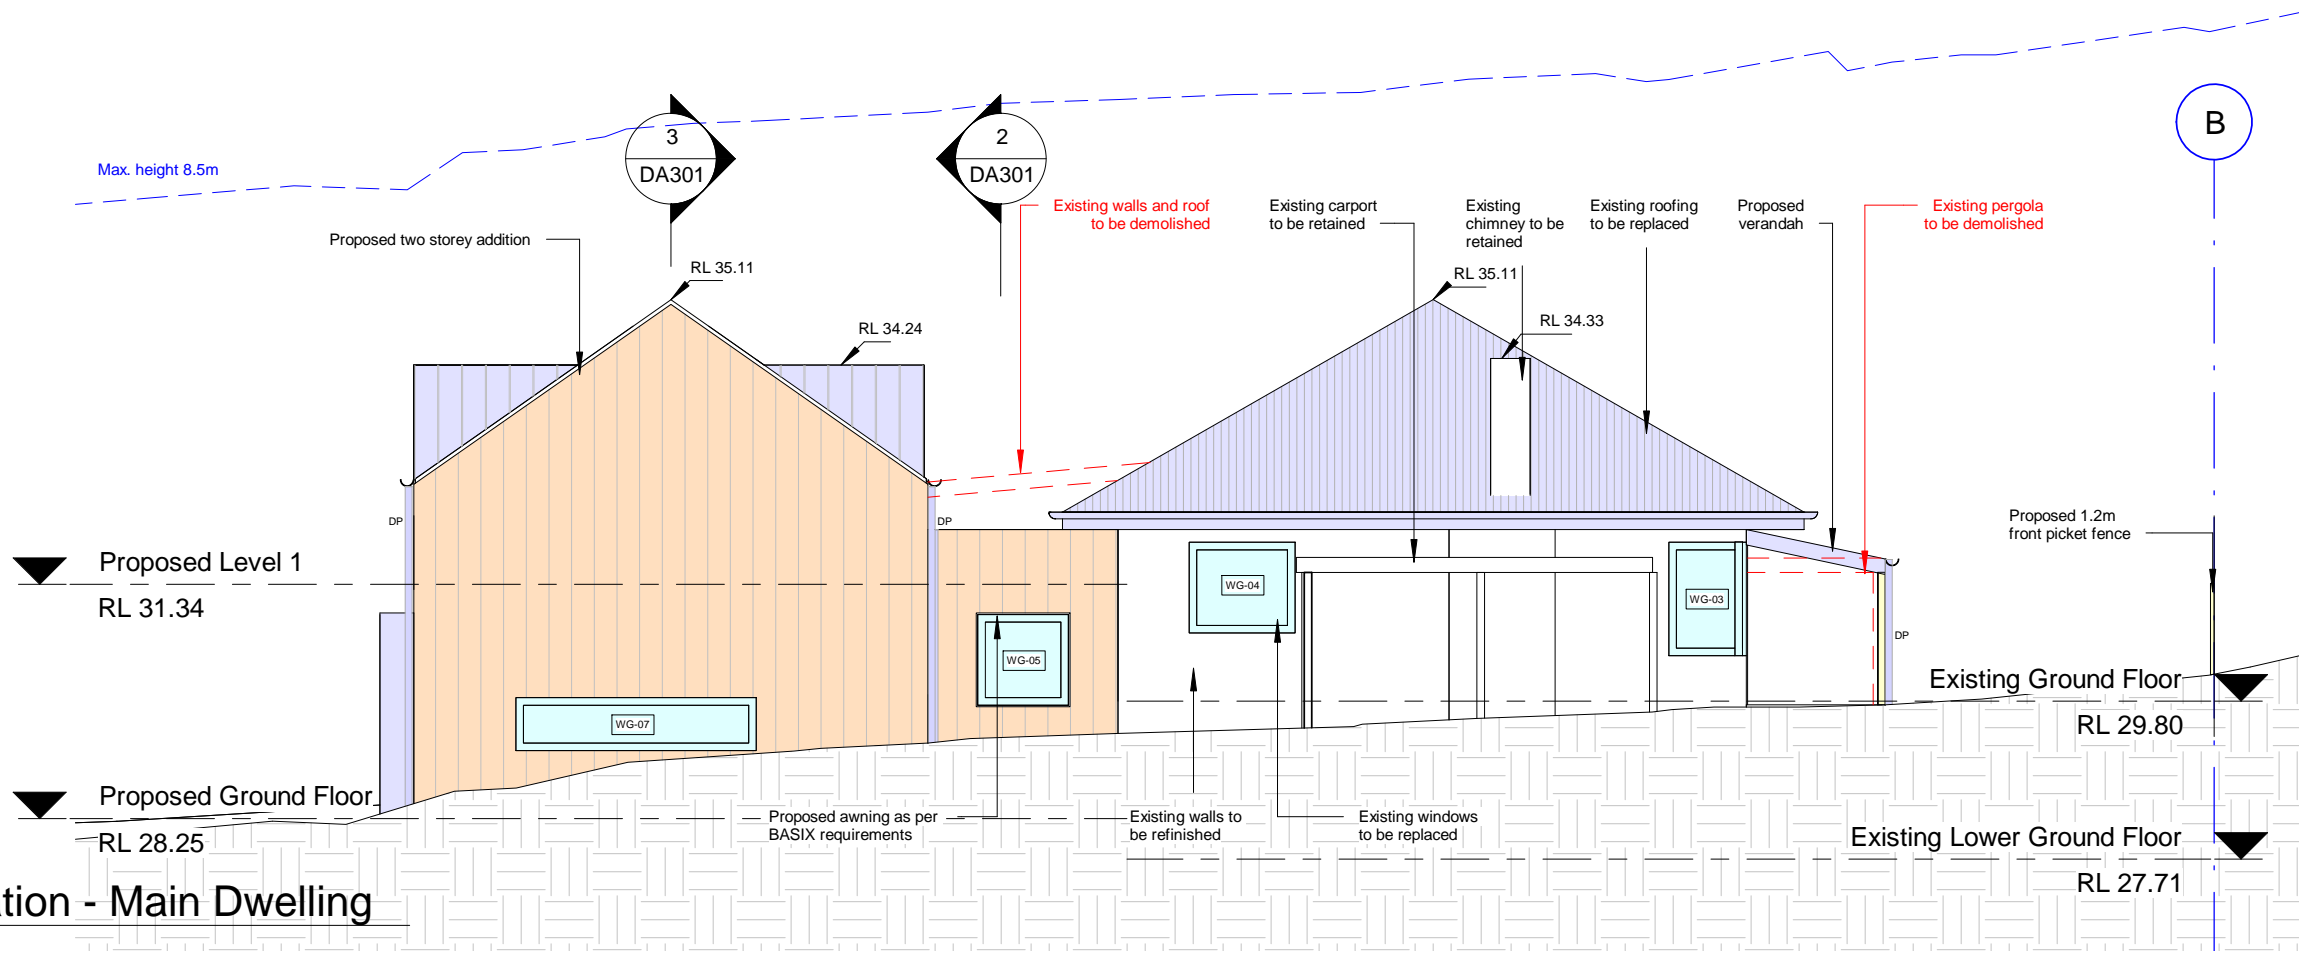 B
3
DA301
2
DA301
Max. height 8.5m
Existing walls and roof
to be demolished
Existing carport
to be retained
Existing
chimney to be
retained
Existing roofing
to be replaced
Proposed
verandah
Existing pergola
to be demolished
Proposed two storey addition
RL 35.11
RL 35.11
RL 34.24
RL 34.33
DP
DP
Proposed 1.2m
front picket fence
Proposed Level 1
RL 31.34
WG-04
WG-03
WG-05
DP
WG-07
Existing Ground Floor
RL 29.80
Proposed Ground Floor
RL 28.25
Proposed awning as per
BASIX requirements
Existing walls to
be refinished
Existing windows
to be replaced
Existing Lower Ground Floor
RL 27.71
tion - Main Dwelling